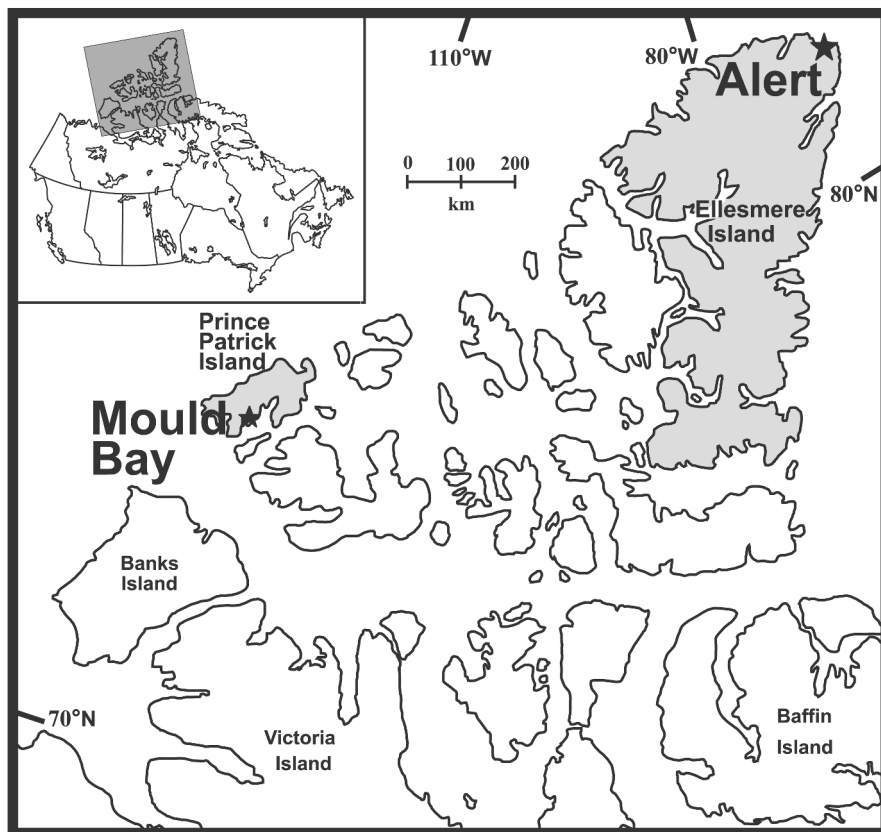 110°W
80°W
Alert
0 100 200
km
80°N
Ellesmere
Island
Prince
Patrick
Island
Mould
Bay
Banks
Island
70°N
Victoria
Island
Baffin
Island